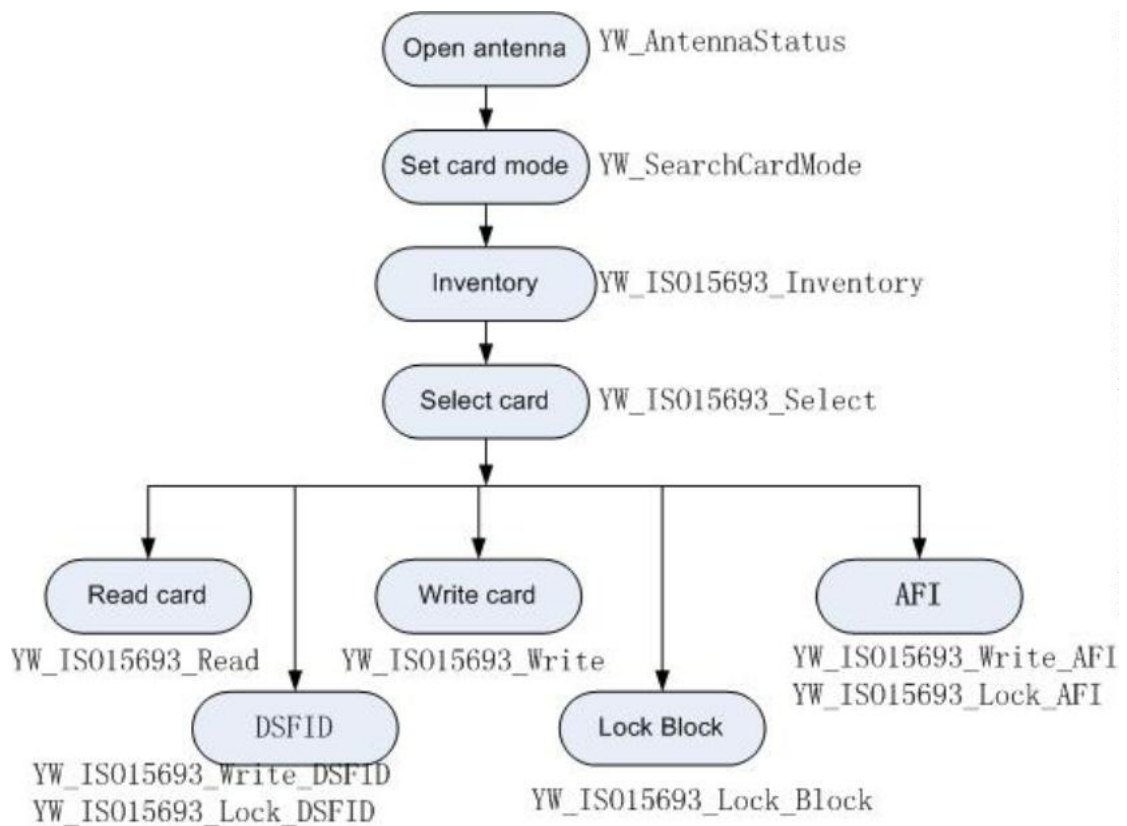 Open antenna
YW_AntennaStatus
Set card mode
YW_SearchCardMode
Inventory
YW_ISO15693_Inventory
Select card
YW_ISO15693_Select
Read card
YW_ISO15693_Read
Write card
YW_ISO15693_Write
AFI
YW_ISO15693_Write_AFI
YW_ISO15693_Lock_AFI
DSFID
YW_ISO15693_Write_DSFID
YW_ISO15693_Lock_DSFID
Lock Block
YW_ISO15693_Lock_Block